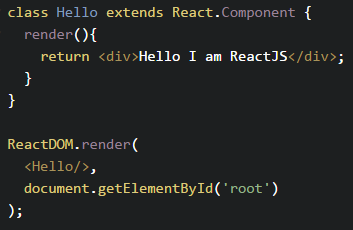 class Hello extends React.Component {
  render(){
    return <div>Hello I am ReactJS</div>;
  }
}

ReactDOM.render(
  <Hello/>,
  document.getElementById('root')
);